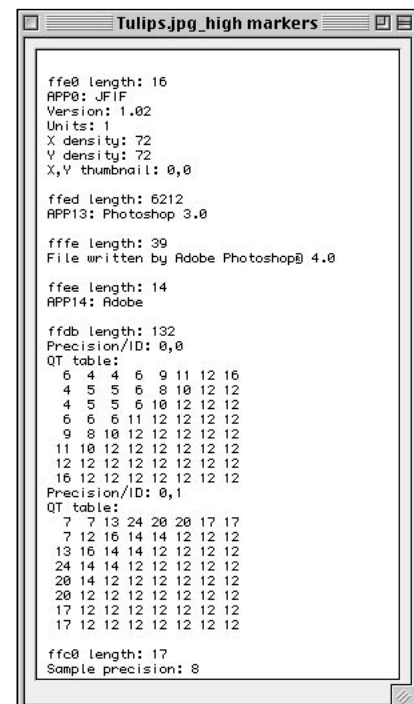 Tulips.jpg_high markers
ffe0 length: 16
APP0: JFIF
Version: 1.02
Units: 1
X density: 72
Y density: 72
X,Y thumbnail: 0,0
ffed length: 6212
APP13: Photoshop 3.0
fffe length: 39
File written by Adobe Photoshop® 4.0
ffee length: 14
APP14: Adobe
ffdb length: 132
Precision/ID: 0,0
QT table:
6 4 4 6 9 11 12 16
4 5 5 6 8 10 12 12
4 5 5 6 10 12 12 12
6 6 6 11 12 12 12 12
9 8 10 12 12 12 12 12
11 10 12 12 12 12 12 12
12 12 12 12 12 12 12 12
16 12 12 12 12 12 12 12
Precision/ID: 0,1
QT table:
7 7 13 24 20 20 17 17
7 12 16 14 14 12 12 12
13 16 14 14 12 12 12 12
24 14 14 12 12 12 12 12
20 14 12 12 12 12 12 12
20 12 12 12 12 12 12 12
17 12 12 12 12 12 12 12
17 12 12 12 12 12 12 12
ffc0 length: 17
Sample precision: 8